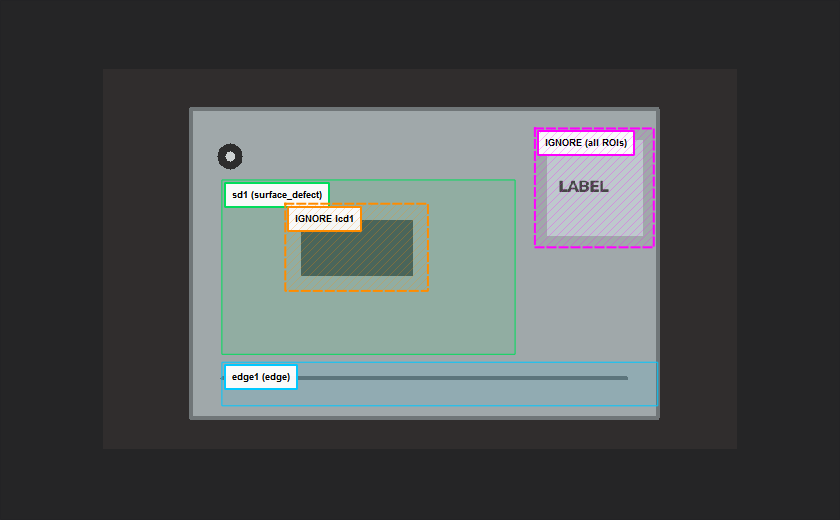 IGNORE (all ROIs)
LABEL
sd1 (surface_defect)
IGNORE lcd1
edge1 (edge)